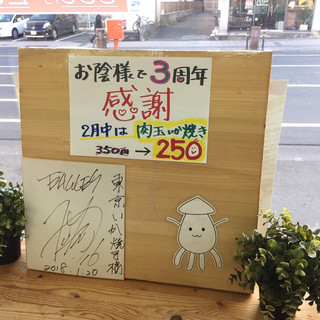 お陰様で3周年
感謝
2月中は 肉玉いか焼き
350円→250
東京いか焼き様
2018.1.20